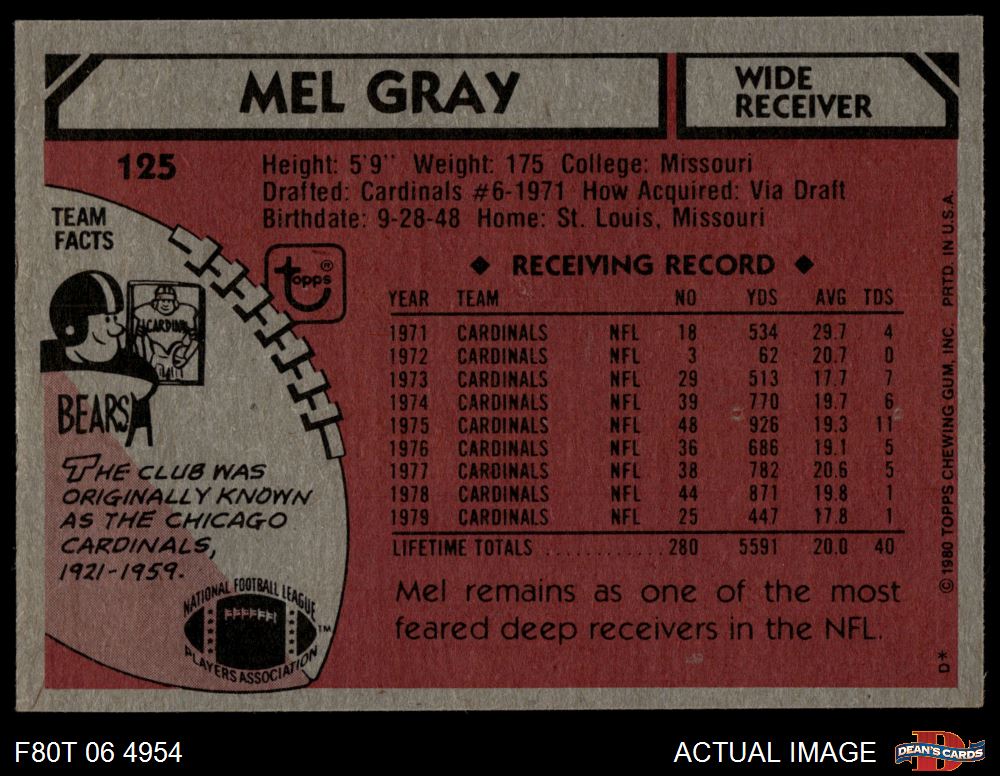 MEL GRAY
WIDE
RECEIVER
125
Height: 5'9" Weight: 175 College: Missouri
Drafted: Cardinals #6-1971 How Acquired: Via Draft
Birthdate: 9-28-48 Home: St. Louis, Missouri
TEAM
FACTS
topps®
CARDINA
BEARS
THE CLUB WAS
ORIGINALLY KNOWN
AS THE CHICAGO
CARDINALS,
1921-1959.
NATIONAL FOOTBALL LEAGUE
PLAYERS ASSOCIATION
TM
◆ RECEIVING RECORD ◆
YEAR TEAM NO YDS AVG TDS
1971 CARDINALS NFL 18 534 29.7 4
1972 CARDINALS NFL 3 62 20.7 0
1973 CARDINALS NFL 29 513 17.7 7
1974 CARDINALS NFL 39 770 19.7 6
1975 CARDINALS NFL 48 926 19.3 11
1976 CARDINALS NFL 36 686 19.1 5
1977 CARDINALS NFL 38 782 20.6 5
1978 CARDINALS NFL 44 871 19.8 1
1979 CARDINALS NFL 25 447 17.8 1
LIFETIME TOTALS ............ 280 5591 20.0 40
Mel remains as one of the most
feared deep receivers in the NFL.
D* © 1980 TOPPS CHEWING GUM, INC. PRTD. IN U.S.A.
F80T 06 4954
ACTUAL IMAGE
DEAN'S CARDS